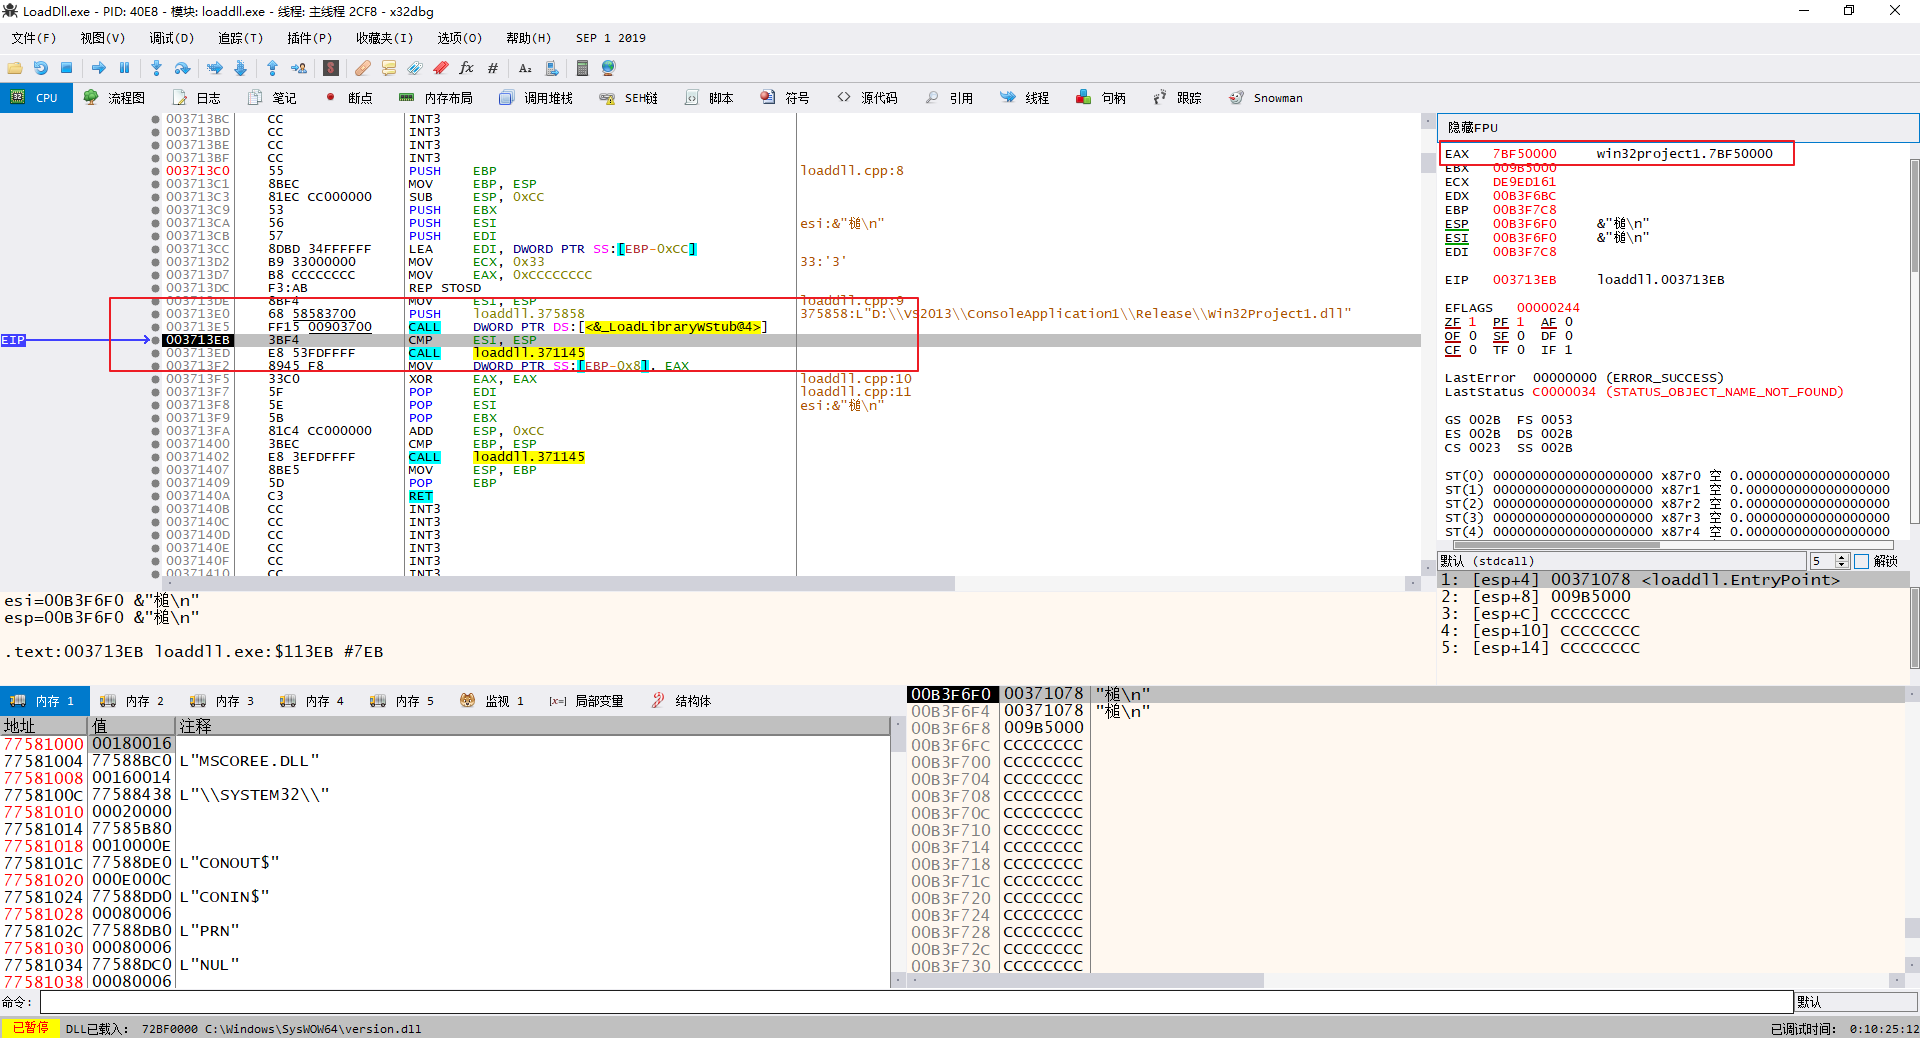 LoadDll.exe - PID: 40E8 - 模块: loaddll.exe - 线程: 主线程 2CF8 - x32dbg
文件(F) 视图(V) 调试(D) 追踪(T) 插件(P) 收藏夹(I) 选项(O) 帮助(H) SEP 1 2019
CPU 流程图 日志 笔记 断点 内存布局 调用堆栈 SEH链 脚本 符号 源代码 引用 线程 句柄 跟踪 Snowman
003713BC CC INT3
003713BD CC INT3
003713BE CC INT3
003713BF CC INT3
003713C0 55 PUSH EBP loaddll.cpp:8
003713C1 8BEC MOV EBP, ESP
003713C3 81EC CC000000 SUB ESP, 0xCC
003713C9 53 PUSH EBX
003713CA 56 PUSH ESI esi:&"槌\n"
003713CB 57 PUSH EDI
003713CC 8DBD 34FFFFFF LEA EDI, DWORD PTR SS:[EBP-0xCC]
003713D2 B9 33000000 MOV ECX, 0x33 33:'3'
003713D7 B8 CCCCCCCC MOV EAX, 0xCCCCCCCC
003713DC F3:AB REP STOSD
003713DE 8BF4 MOV ESI, ESP loaddll.cpp:9
003713E0 68 58583700 PUSH loaddll.375858 375858:L"D:\\VS2013\\ConsoleApplication1\\Release\\Win32Project1.dll"
003713E5 FF15 00903700 CALL DWORD PTR DS:[<&_LoadLibraryWStub@4>]
EIP 003713EB 3BF4 CMP ESI, ESP
003713ED E8 53FDFFFF CALL loaddll.371145
003713F2 8945 F8 MOV DWORD PTR SS:[EBP-0x8], EAX
003713F5 33C0 XOR EAX, EAX loaddll.cpp:10
003713F7 5F POP EDI loaddll.cpp:11
003713F8 5E POP ESI esi:&"槌\n"
003713F9 5B POP EBX
003713FA 81C4 CC000000 ADD ESP, 0xCC
00371400 3BEC CMP EBP, ESP
00371402 E8 3EFDFFFF CALL loaddll.371145
00371407 8BE5 MOV ESP, EBP
00371409 5D POP EBP
0037140A C3 RET
0037140B CC INT3
0037140C CC INT3
0037140D CC INT3
0037140E CC INT3
0037140F CC INT3
00371410 CC INT3
隐藏FPU
EAX 7BF50000 win32project1.7BF50000
EBX 009B5000
ECX DE9ED161
EDX 00B3F6BC
EBP 00B3F7C8
ESP 00B3F6F0 &"槌\n"
ESI 00B3F6F0 &"槌\n"
EDI 00B3F7C8
EIP 003713EB loaddll.003713EB
EFLAGS 00000244
ZF 1 PF 1 AF 0
OF 0 SF 0 DF 0
CF 0 TF 0 IF 1
LastError 00000000 (ERROR_SUCCESS)
LastStatus C0000034 (STATUS_OBJECT_NAME_NOT_FOUND)
GS 002B FS 0053
ES 002B DS 002B
CS 0023 SS 002B
ST(0) 00000000000000000000 x87r0 空 0.000000000000000000
ST(1) 00000000000000000000 x87r1 空 0.000000000000000000
ST(2) 00000000000000000000 x87r2 空 0.000000000000000000
ST(3) 00000000000000000000 x87r3 空 0.000000000000000000
ST(4) 00000000000000000000 x87r4 空 0.000000000000000000
默认 (stdcall) 5 解锁
1: [esp+4] 00371078 <loaddll.EntryPoint>
2: [esp+8] 009B5000
3: [esp+C] CCCCCCCC
4: [esp+10] CCCCCCCC
5: [esp+14] CCCCCCCC
esi=00B3F6F0 &"槌\n"
esp=00B3F6F0 &"槌\n"
.text:003713EB loaddll.exe:$113EB #7EB
内存 1 内存 2 内存 3 内存 4 内存 5 监视 1 局部变量 结构体
地址 值 注释
77581000 00180016
77581004 77588BC0 L"MSCOREE.DLL"
77581008 00160014
7758100C 77588438 L"\\SYSTEM32\\"
77581010 00020000
77581014 77585B80
77581018 0010000E
7758101C 77588DE0 L"CONOUT$"
77581020 000E000C
77581024 77588DD0 L"CONIN$"
77581028 00080006
7758102C 77588DB0 L"PRN"
77581030 00080006
77581034 77588DC0 L"NUL"
77581038 00080006
00B3F6F0 00371078 "槌\n"
00B3F6F4 00371078 "槌\n"
00B3F6F8 009B5000
00B3F6FC CCCCCCCC
00B3F700 CCCCCCCC
00B3F704 CCCCCCCC
00B3F708 CCCCCCCC
00B3F70C CCCCCCCC
00B3F710 CCCCCCCC
00B3F714 CCCCCCCC
00B3F718 CCCCCCCC
00B3F71C CCCCCCCC
00B3F720 CCCCCCCC
00B3F724 CCCCCCCC
00B3F728 CCCCCCCC
00B3F72C CCCCCCCC
00B3F730 CCCCCCCC
命令: 默认
已暂停 DLL已载入: 72BF0000 C:\Windows\SysWOW64\version.dll 已调试时间: 0:10:25:12